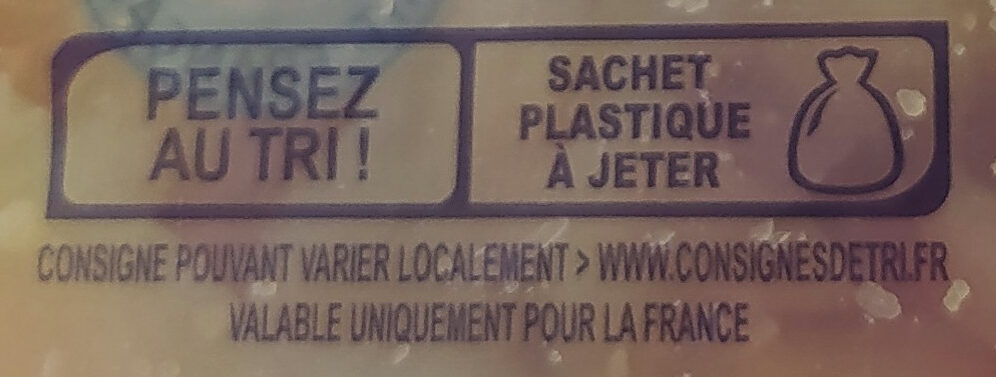 PENSEZ
AU TRI !
SACHET
PLASTIQUE
À JETER
CONSIGNE POUVANT VARIER LOCALEMENT > WWW.CONSIGNESDETRI.FR
VALABLE UNIQUEMENT POUR LA FRANCE